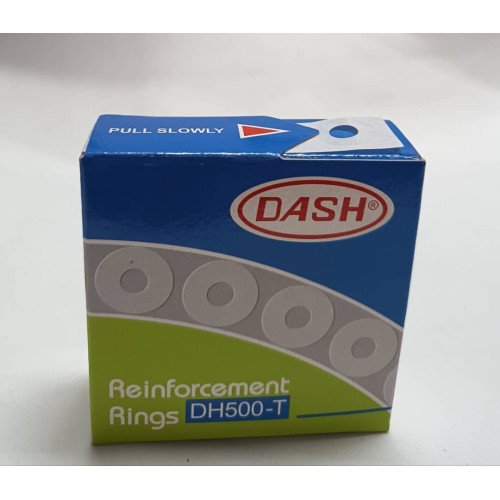 PULL SLOWLY
DASH®
Reinforcement
Rings DH500-T